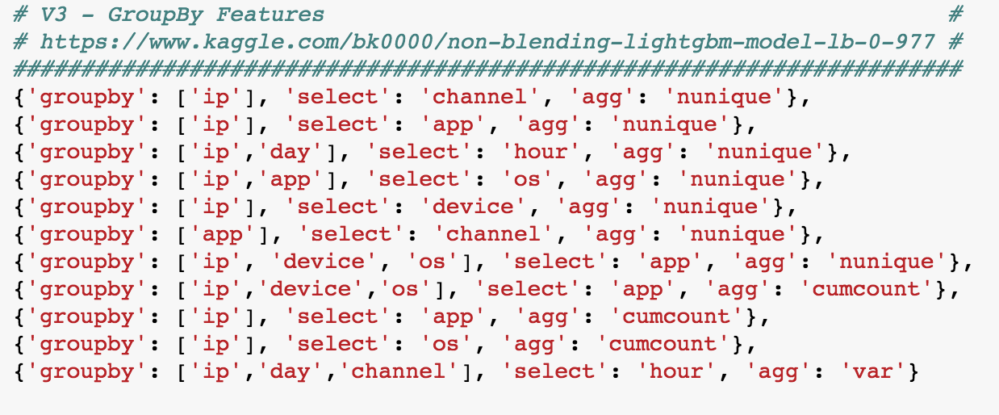 # V3 - GroupBy Features                                              #
# https://www.kaggle.com/bk0000/non-blending-lightgbm-model-lb-0-977 #
######################################################################
{'groupby': ['ip'], 'select': 'channel', 'agg': 'nunique'},
{'groupby': ['ip'], 'select': 'app', 'agg': 'nunique'},
{'groupby': ['ip','day'], 'select': 'hour', 'agg': 'nunique'},
{'groupby': ['ip','app'], 'select': 'os', 'agg': 'nunique'},
{'groupby': ['ip'], 'select': 'device', 'agg': 'nunique'},
{'groupby': ['app'], 'select': 'channel', 'agg': 'nunique'},
{'groupby': ['ip', 'device', 'os'], 'select': 'app', 'agg': 'nunique'},
{'groupby': ['ip','device','os'], 'select': 'app', 'agg': 'cumcount'},
{'groupby': ['ip'], 'select': 'app', 'agg': 'cumcount'},
{'groupby': ['ip'], 'select': 'os', 'agg': 'cumcount'},
{'groupby': ['ip','day','channel'], 'select': 'hour', 'agg': 'var'}